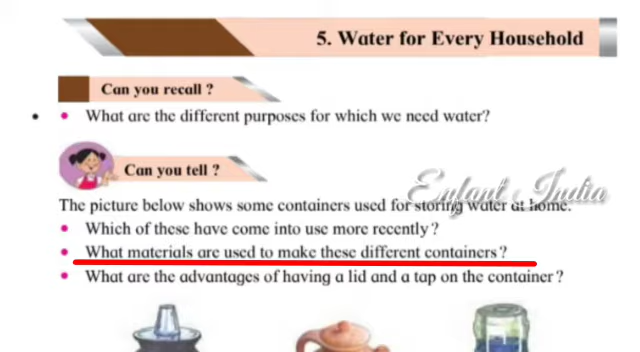 5. Water for Every Household
Can you recall ?
• What are the different purposes for which we need water?
Can you tell ?
Enfant India
The picture below shows some containers used for storing water at home.
• Which of these have come into use more recently?
• What materials are used to make these different containers?
• What are the advantages of having a lid and a tap on the container?